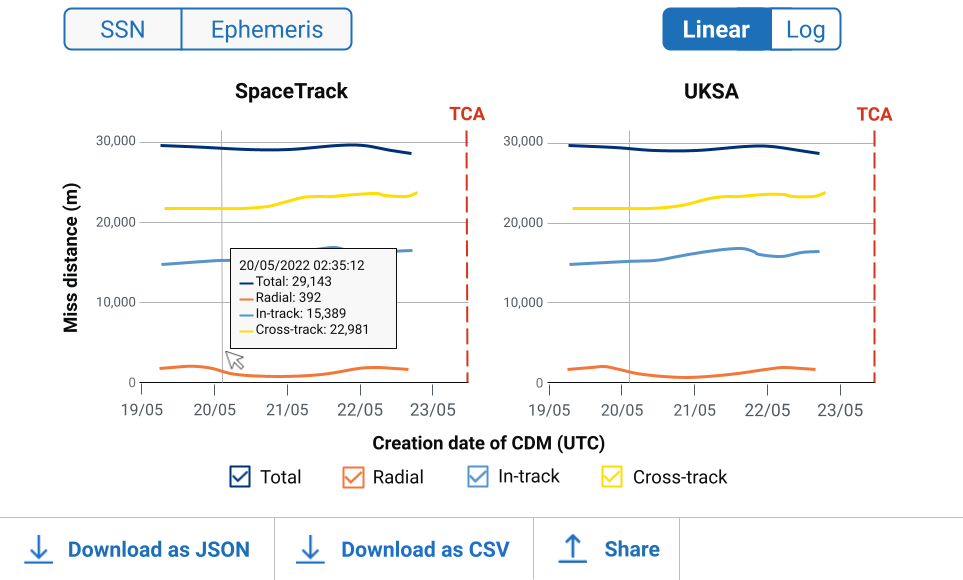 SSN Ephemeris Linear Log
SpaceTrack UKSA
TCA TCA
Miss distance (m)
30,000 30,000
20,000 20,000
10,000 10,000
0 0
20/05/2022 02:35:12
Total: 29,143
Radial: 392
In-track: 15,389
Cross-track: 22,981
19/05 20/05 21/05 22/05 23/05 19/05 20/05 21/05 22/05 23/05
Creation date of CDM (UTC)
Total Radial In-track Cross-track
Download as JSON Download as CSV Share